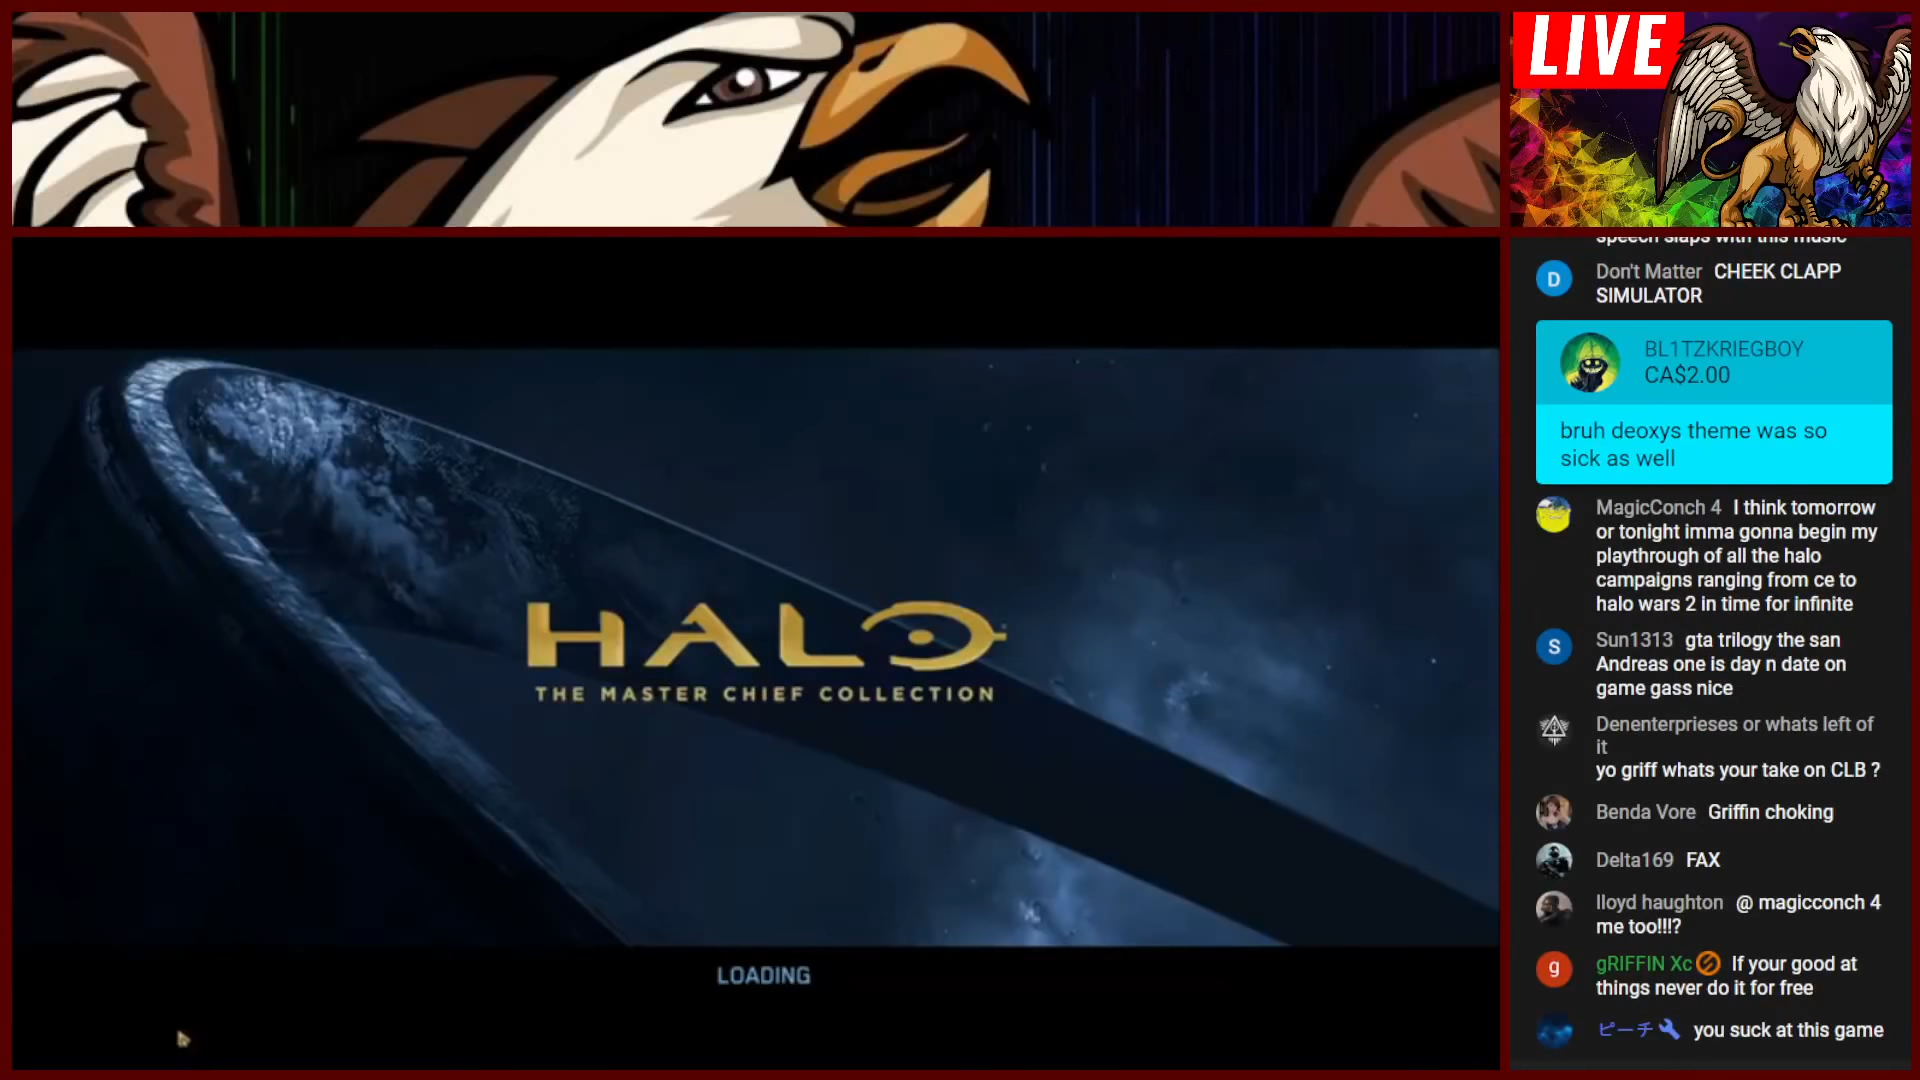 LIVE
speech slaps with this music
Don't Matter CHEEK CLAPP
SIMULATOR
BL1TZKRIEGBOY
CA$2.00
bruh deoxys theme was so
sick as well
MagicConch 4 I think tomorrow
or tonight imma gonna begin my
playthrough of all the halo
campaigns ranging from ce to
halo wars 2 in time for infinite
S
Sun1313 gta trilogy the san
Andreas one is day n date on
game gass nice
Denenterprieses or whats left of
it
yo griff whats your take on CLB ?
Benda Vore Griffin choking
Delta169 FAX
lloyd haughton @ magicconch 4
me too!!!?
g
gRIFFIN Xc If your good at
things never do it for free
ピーチ you suck at this game
D
HALO
THE MASTER CHIEF COLLECTION
LOADING